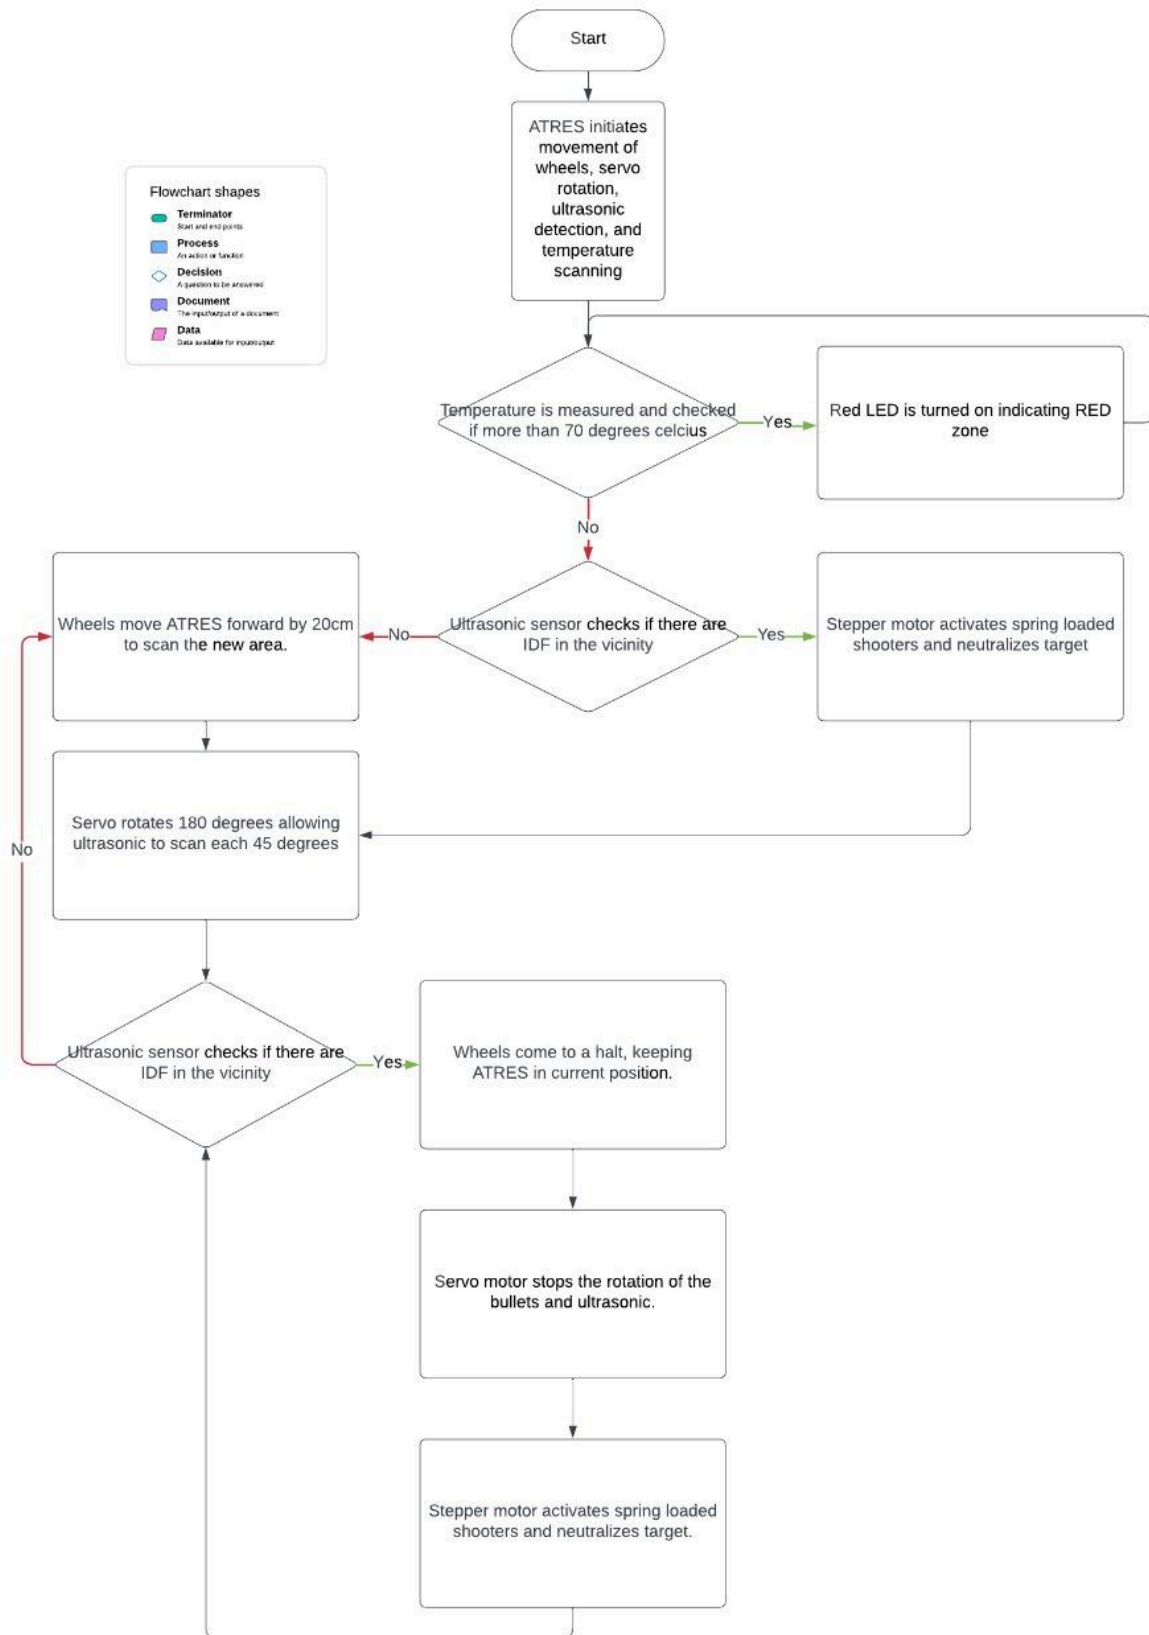 Start
ATRES initiates
movement of
wheels, servo
rotation,
ultrasonic
detection, and
temperature
scanning
Flowchart shapes
Terminator
Start and end points
Process
An action or function
Decision
A question to be answered
Document
The input/output of a document
Data
Data available for input/output
Temperature is measured and checked
if more than 70 degrees celcius
Yes
Red LED is turned on indicating RED
zone
No
Wheels move ATRES forward by 20cm
to scan the new area.
No
Ultrasonic sensor checks if there are
IDF in the vicinity
Yes
Stepper motor activates spring loaded
shooters and neutralizes target
Servo rotates 180 degrees allowing
ultrasonic to scan each 45 degrees
No
Ultrasonic sensor checks if there are
IDF in the vicinity
Yes
Wheels come to a halt, keeping
ATRES in current position.
Servo motor stops the rotation of the
bullets and ultrasonic.
Stepper motor activates spring loaded
shooters and neutralizes target.